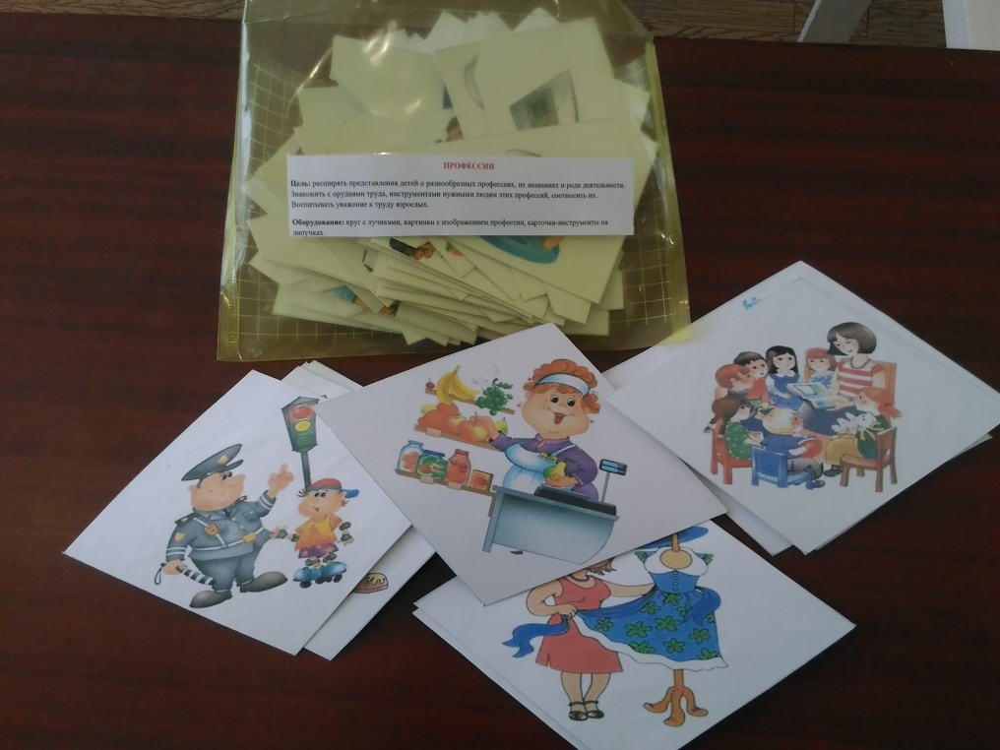 ПРОФЕССИИ
Цель: расширять представления детей о разнообразных профессиях, их названиях и роде деятельности.
Знакомить с орудиями труда, инструментами нужными людям этих профессий, соотносить их.
Воспитывать уважение к труду взрослых.
Оборудование: круг с лучиками, картинки с изображением профессии, карточки-инструменты на
липучках.